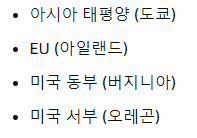 • 아시아 태평양 (도쿄)
• EU (아일랜드)
• 미국 동부 (버지니아)
• 미국 서부 (오레곤)